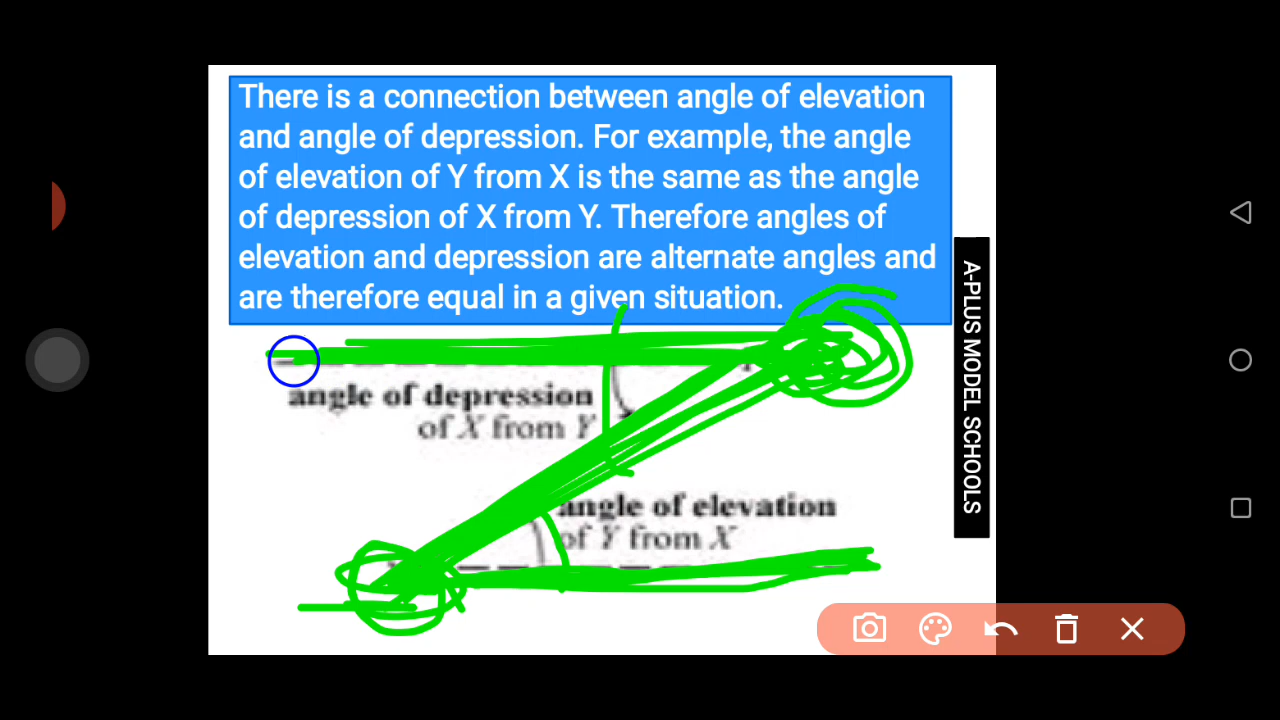 There is a connection between angle of elevation
and angle of depression. For example, the angle
of elevation of Y from X is the same as the angle
of depression of X from Y. Therefore angles of
elevation and depression are alternate angles and
are therefore equal in a given situation.
angle of depression
of X from Y
angle of elevation
of Y from X
A-PLUS MODEL SCHOOLS